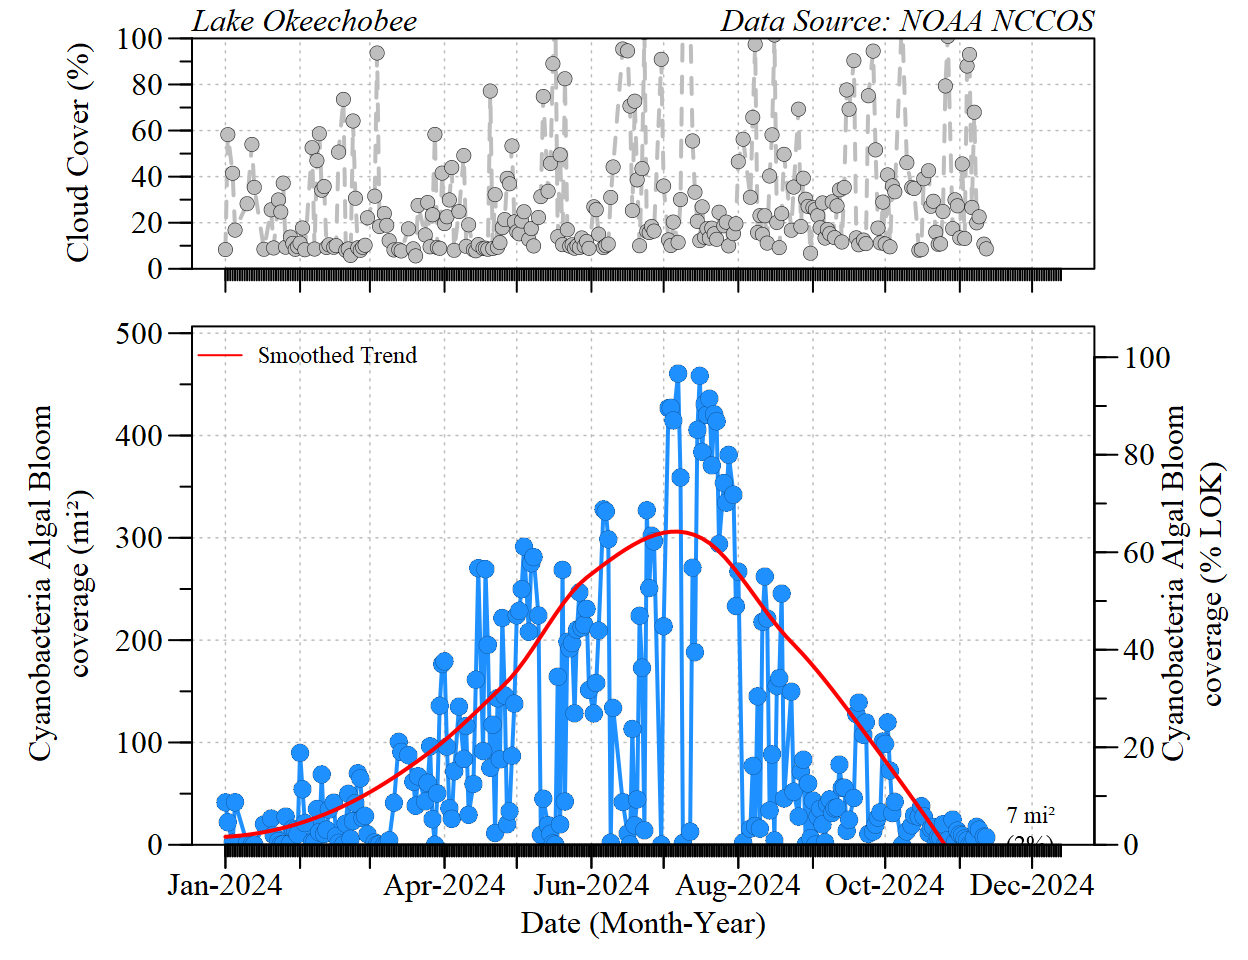 Lake Okeechobee
Data Source: NOAA NCCOS
Cloud Cover (%)
100
80
60
40
20
0
Cyanobacteria Algal Bloom
coverage (mi²)
500
400
300
200
100
0
Smoothed Trend
7 mi²
(2%)
100
80
60
40
20
0
Cyanobacteria Algal Bloom
coverage (% LOK)
Jan-2024
Apr-2024
Jun-2024
Aug-2024
Oct-2024
Dec-2024
Date (Month-Year)